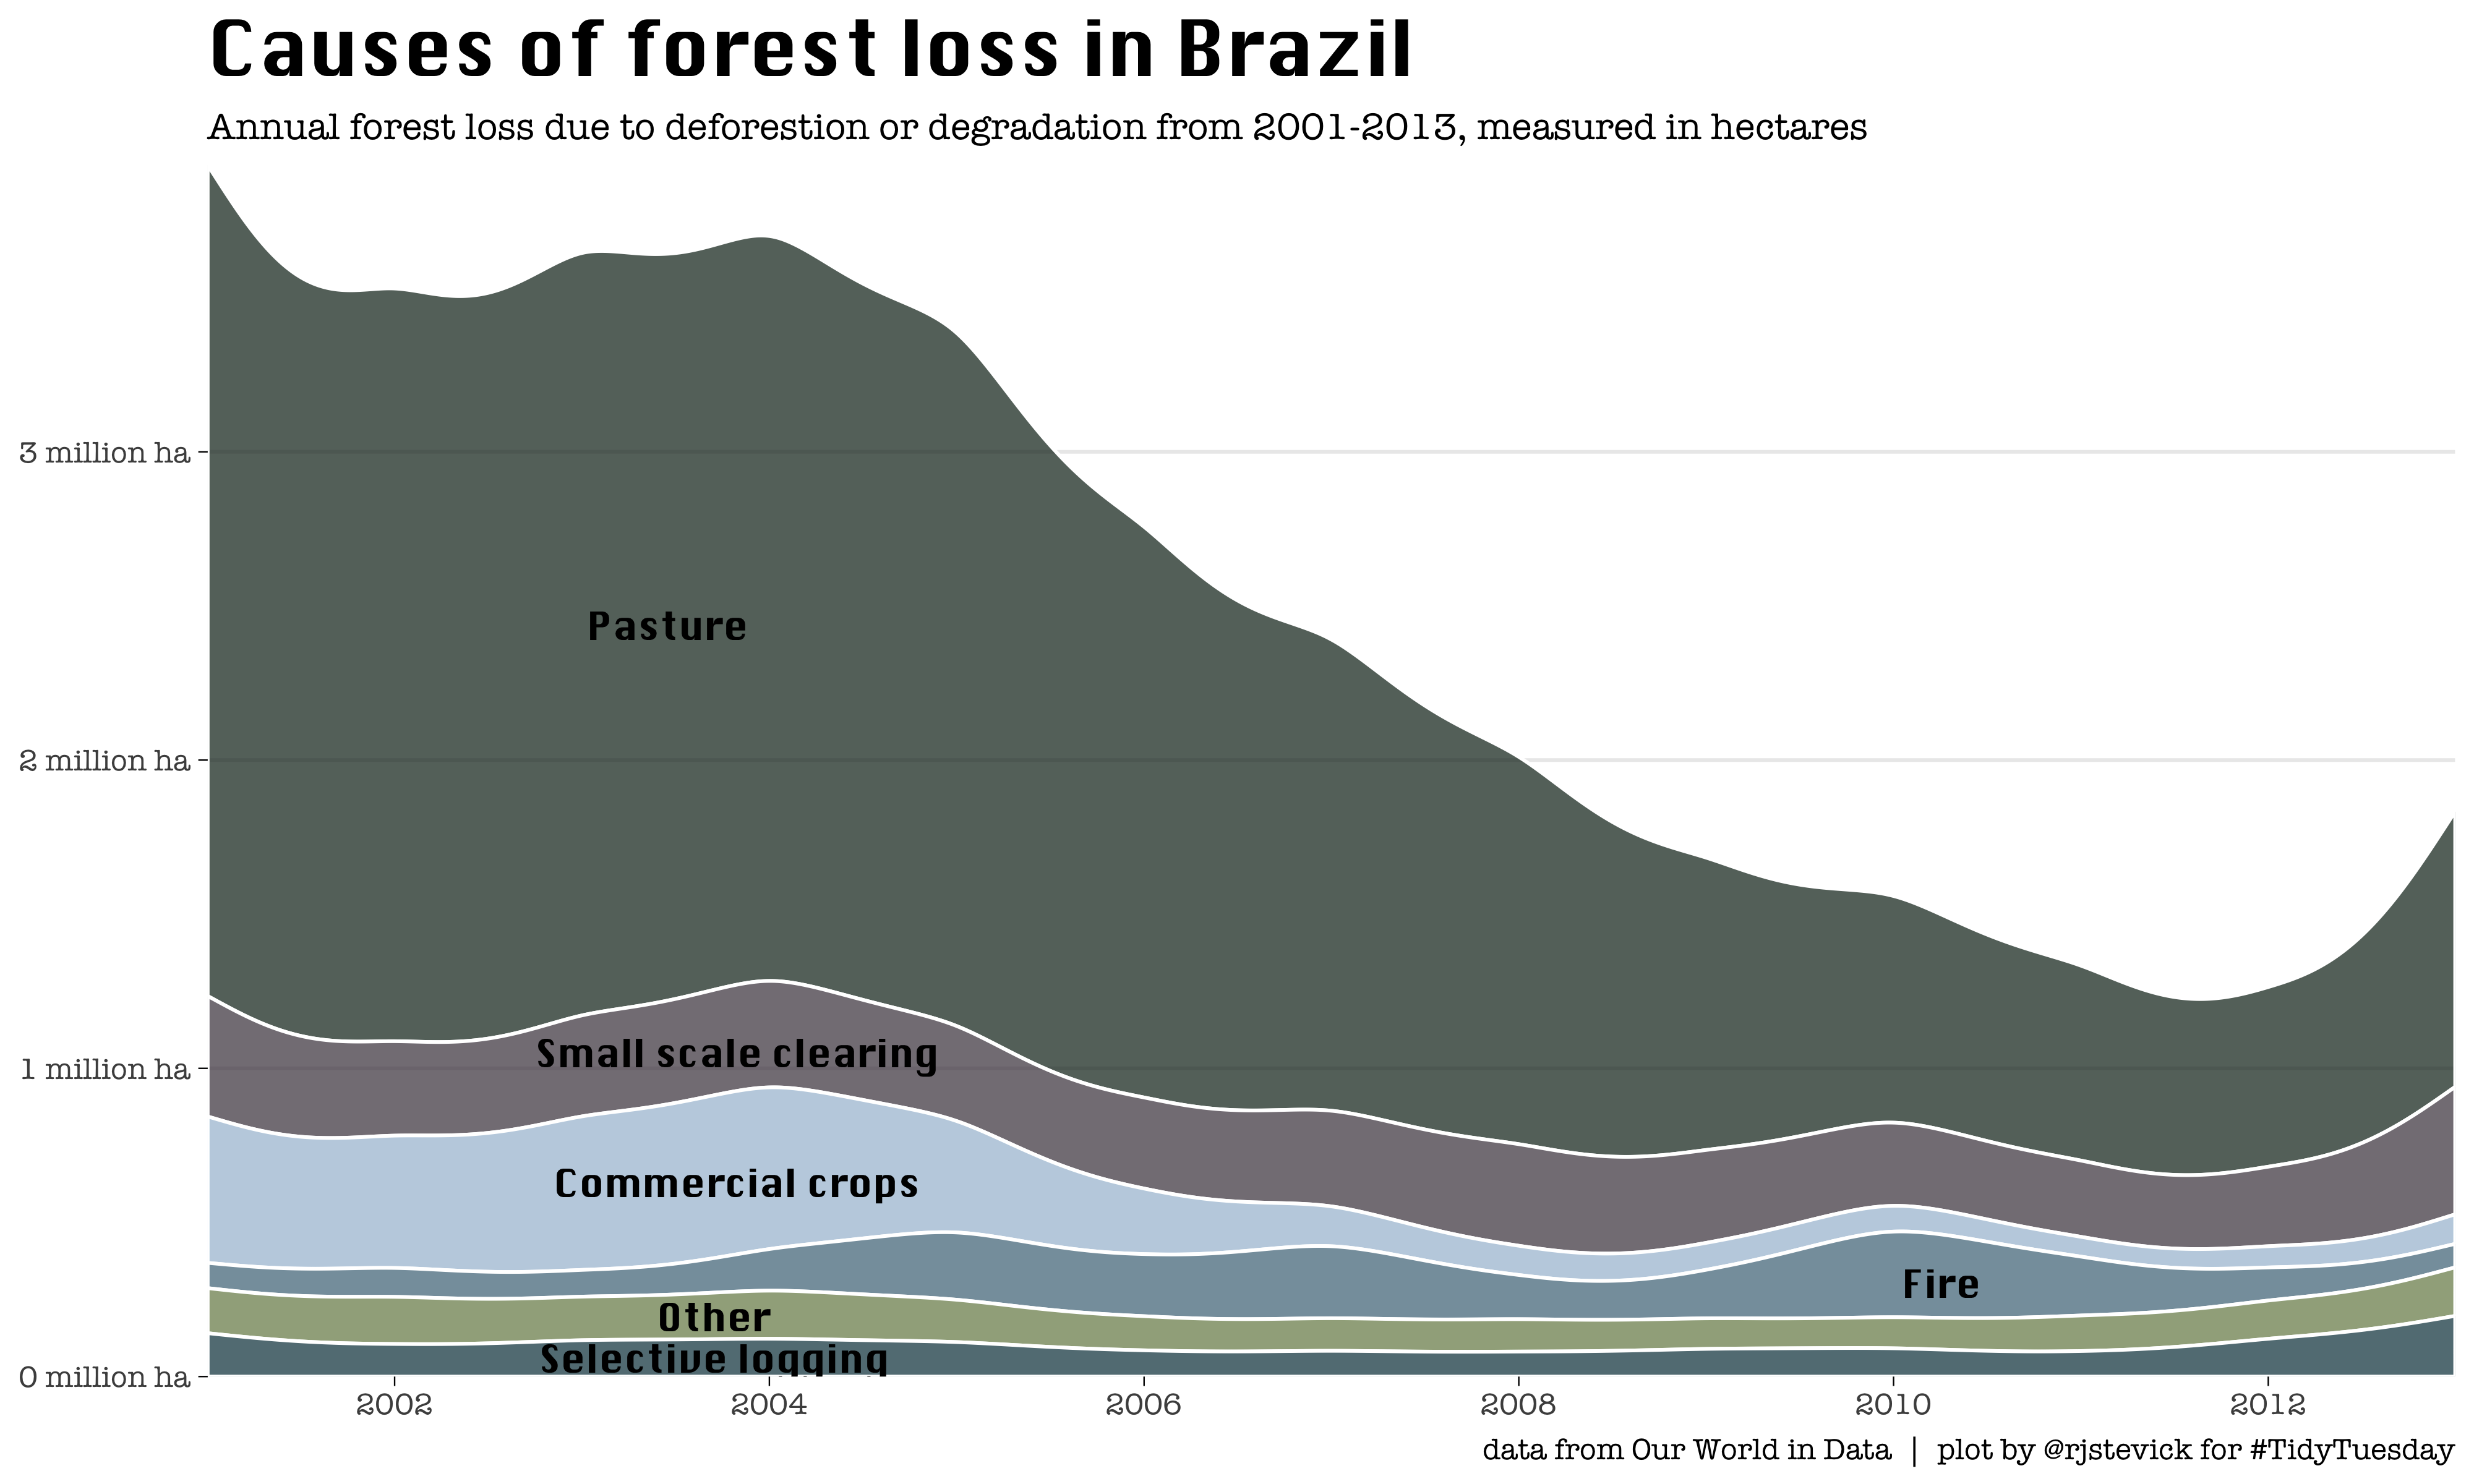 Causes of forest loss in Brazil
Annual forest loss due to deforestion or degradation from 2001-2013, measured in hectares
3 million ha
2 million ha
1 million ha
0 million ha
Pasture
Small scale clearing
Commercial crops
Fire
Other
Selective logging
2002 2004 2006 2008 2010 2012
data from Our World in Data | plot by @rjstevick for #TidyTuesday